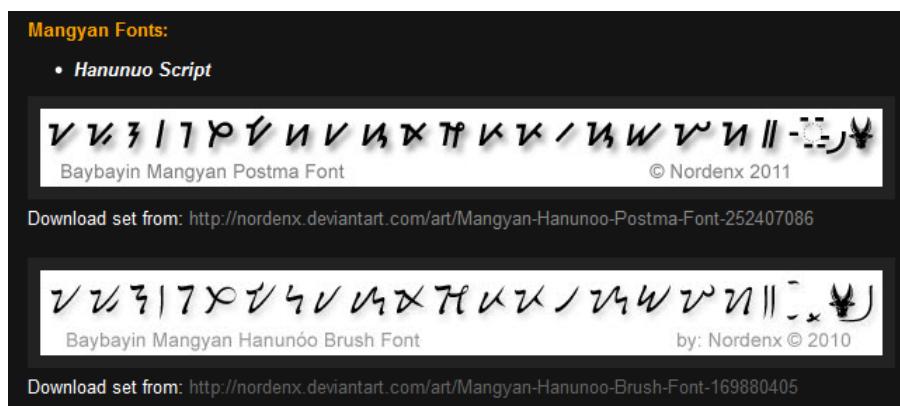 Mangyan Fonts:
• Hanunuo Script
Baybayin Mangyan Postma Font © Nordenx 2011
Download set from: http://nordenx.deviantart.com/art/Mangyan-Hanunoo-Postma-Font-252407086
Baybayin Mangyan Hanunóo Brush Font by: Nordenx © 2010
Download set from: http://nordenx.deviantart.com/art/Mangyan-Hanunoo-Brush-Font-169880405